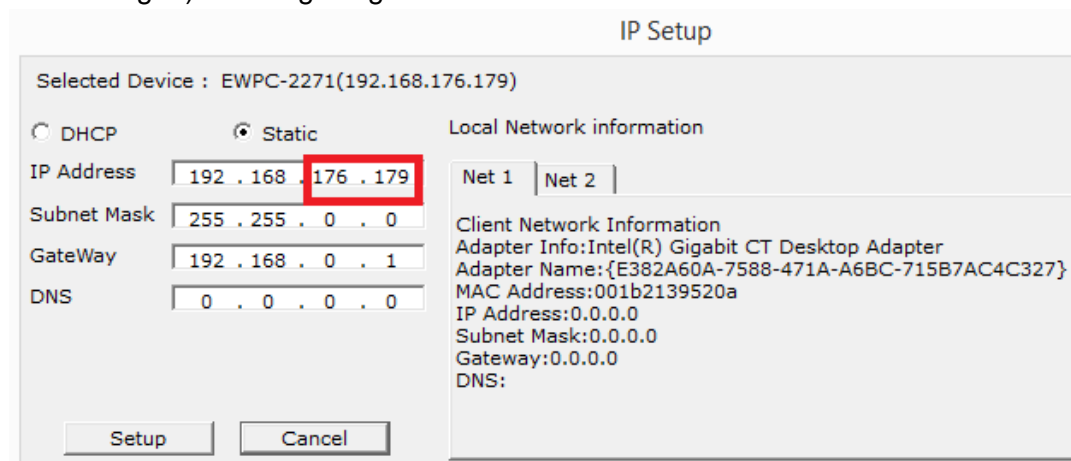 IP Setup
Selected Device : EWPC-2271(192.168.176.179)
DHCP Static
IP Address 192 . 168 . 176 . 179
Subnet Mask 255 . 255 . 0 . 0
GateWay 192 . 168 . 0 . 1
DNS 0 . 0 . 0 . 0
Setup Cancel
Local Network information
Net 1 Net 2
Client Network Information
Adapter Info:Intel(R) Gigabit CT Desktop Adapter
Adapter Name:{E382A60A-7588-471A-A6BC-715B7AC4C327}
MAC Address:001b2139520a
IP Address:0.0.0.0
Subnet Mask:0.0.0.0
Gateway:0.0.0.0
DNS: